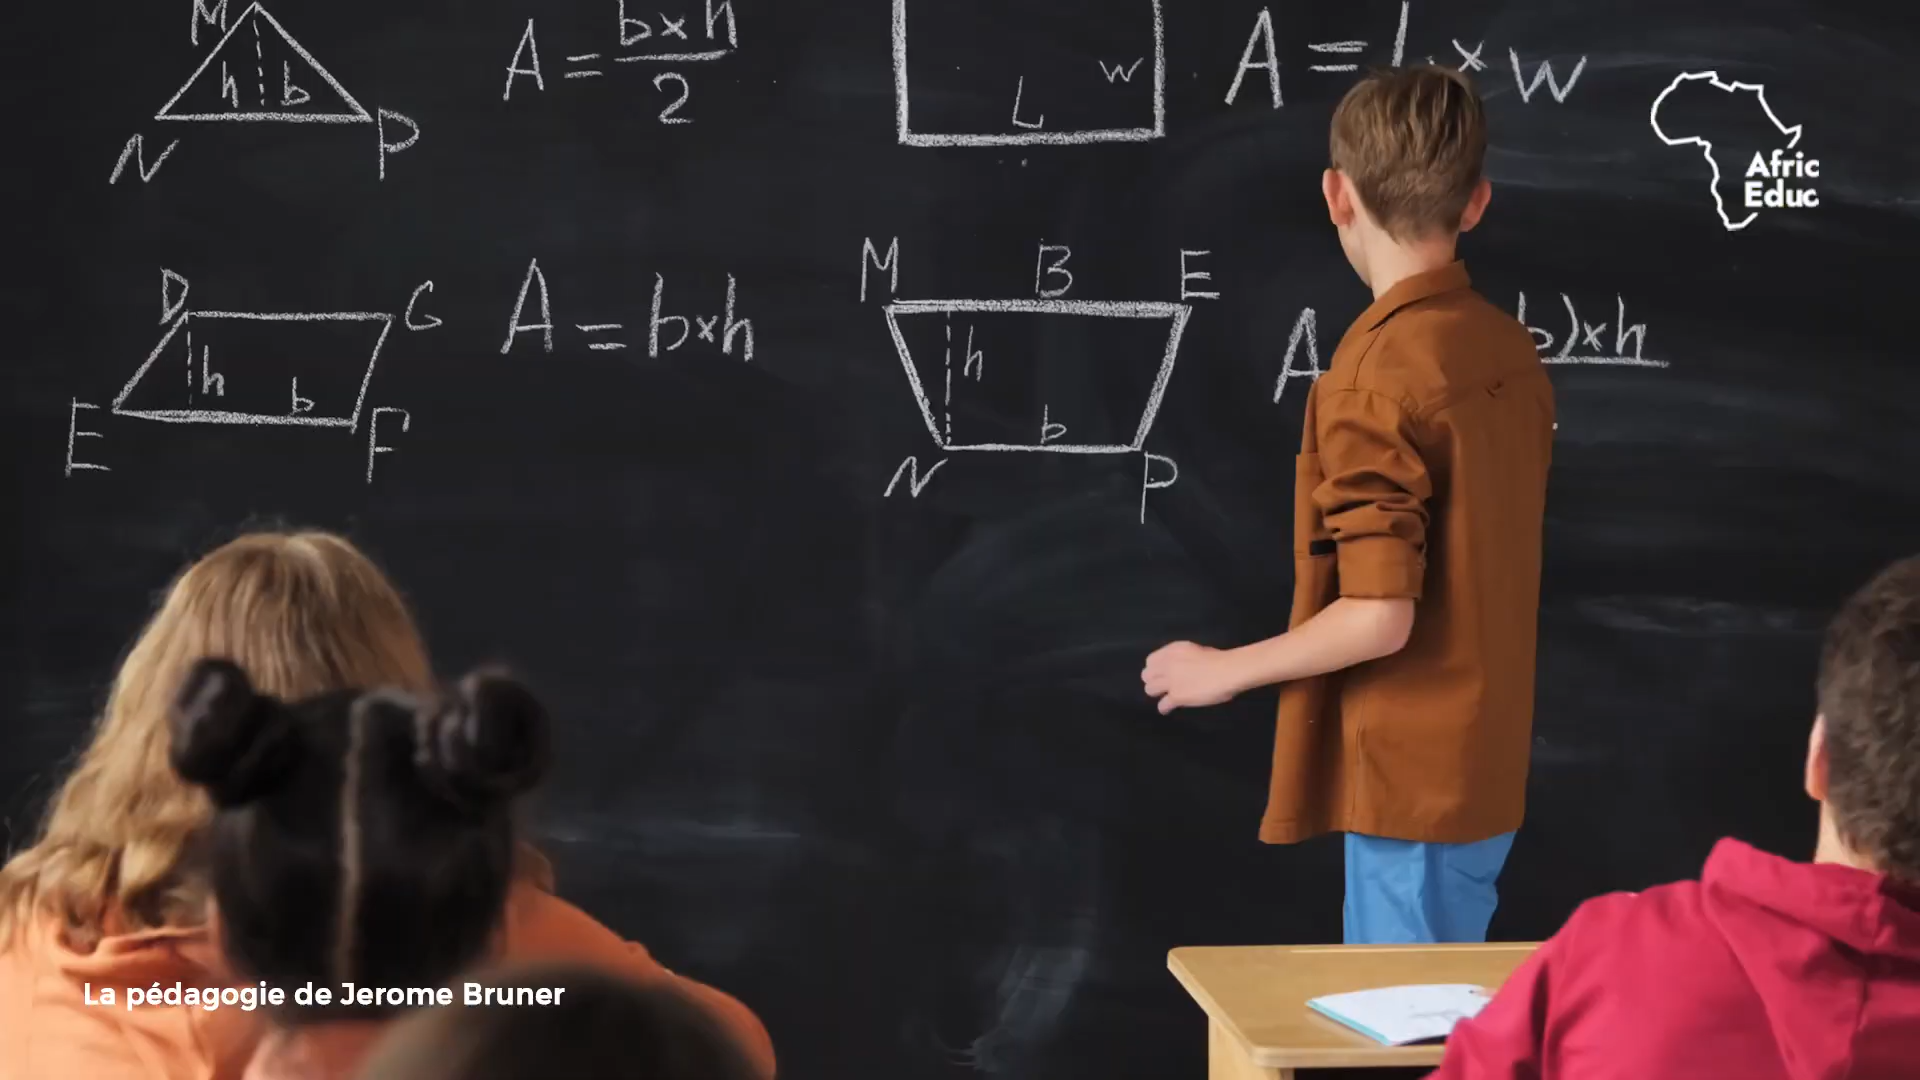 M
h b
N P
A = b×h
2
L w
A = L × w
Afric
Educ
D G
h
b
E F
A = b×h
M B E
h
b
N P
A b)×h
La pédagogie de Jerome Bruner